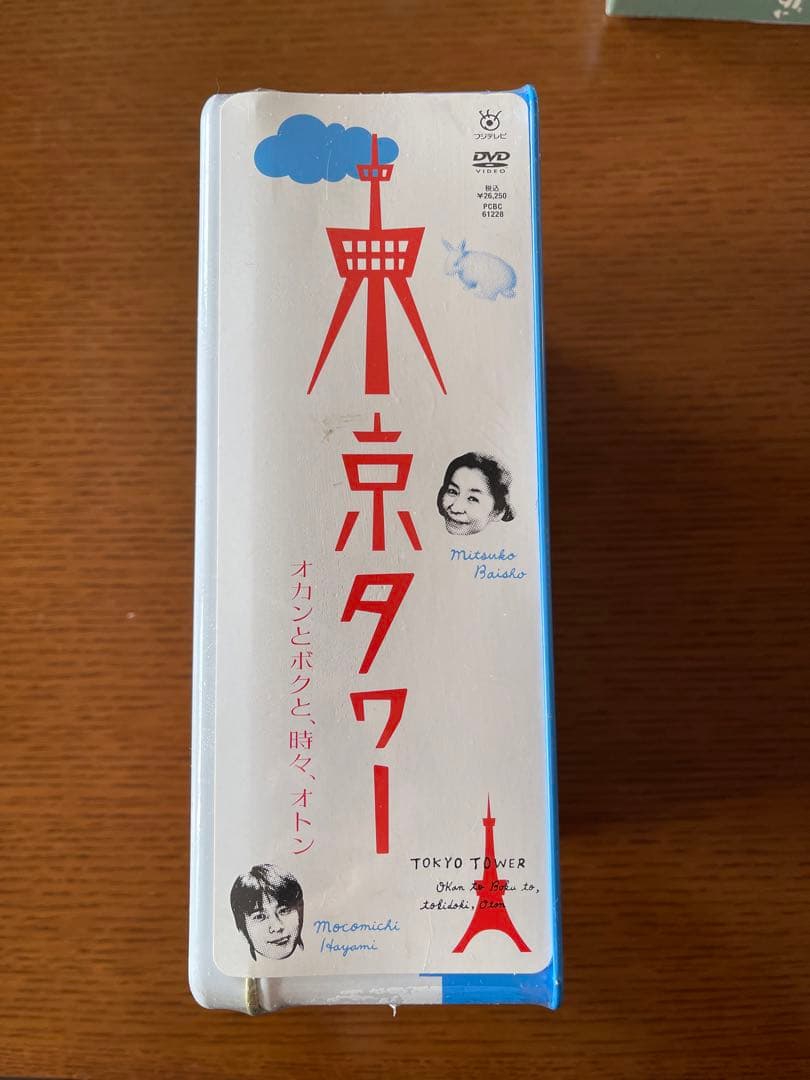 フジテレビ
DVD
VIDEO
税込
¥26,250
PCBC
61228
東京タワー
オカンとボクと、時々、オトン
Mitsuko
Baisho
Mocomichi
Hayami
TOKYO TOWER
OKan to Boku to,
tokidoki, Oton